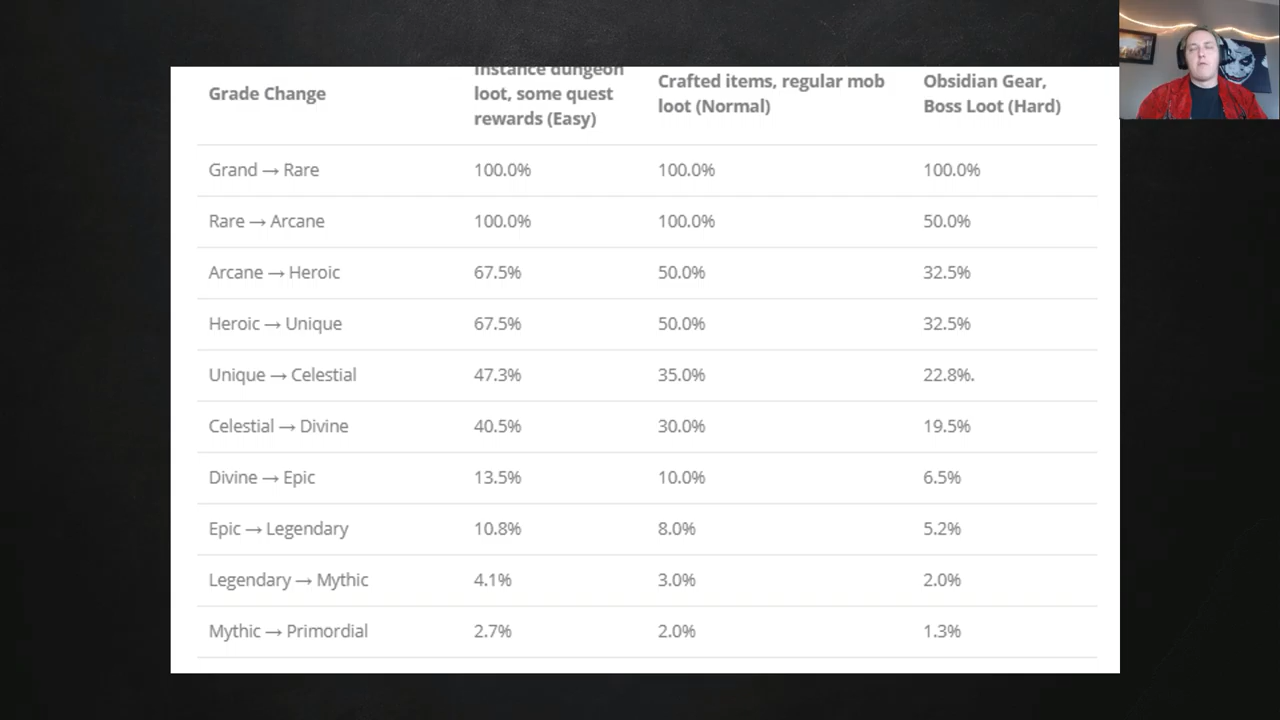 Grade Change
Instance dungeon
loot, some quest
rewards (Easy)
Crafted items, regular mob
loot (Normal)
Obsidian Gear,
Boss Loot (Hard)
Grand → Rare 100.0% 100.0% 100.0%
Rare → Arcane 100.0% 100.0% 50.0%
Arcane → Heroic 67.5% 50.0% 32.5%
Heroic → Unique 67.5% 50.0% 32.5%
Unique → Celestial 47.3% 35.0% 22.8%.
Celestial → Divine 40.5% 30.0% 19.5%
Divine → Epic 13.5% 10.0% 6.5%
Epic → Legendary 10.8% 8.0% 5.2%
Legendary → Mythic 4.1% 3.0% 2.0%
Mythic → Primordial 2.7% 2.0% 1.3%